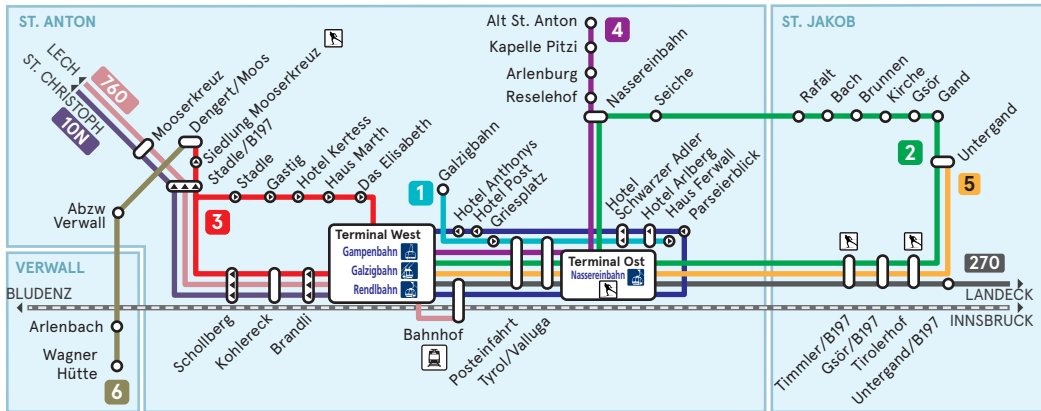 ST. ANTON
ST. JAKOB
VERWALL
LECH
ST. CHRISTOPH
760
10N
Mooserkreuz
Dengert/Moos
Siedlung Mooserkreuz
Stadle/B197
Stadle
Gastig
Hotel Kertess
Haus Marth
Das Elisabeth
3
Abzw
Verwall
Arlenbach
Wagner
Hütte
6
BLUDENZ
Schollberg
Kohlereck
Brandli
Terminal West
Gampenbahn
Galzigbahn
Rendlbahn
Bahnhof
1
Galzigbahn
Hotel Anthonys
Hotel Post
Griesplatz
Posteinfahrt
Tyrol/Valluga
Alt St. Anton
4
Kapelle Pitzi
Arlenburg
Reselehof
Nassereinbahn
Seiche
Hotel
Schwarzer Adler
Hotel Arlberg
Haus Ferwall
Parseierblick
Terminal Ost
Nassereinbahn
Rafalt
Bach
Brunnen
Kirche
Gsör
Gand
Untergand
2
5
270
LANDECK
INNSBRUCK
Timmler/B197
Gsör/B197
Tirolerhof
Untergand/B197